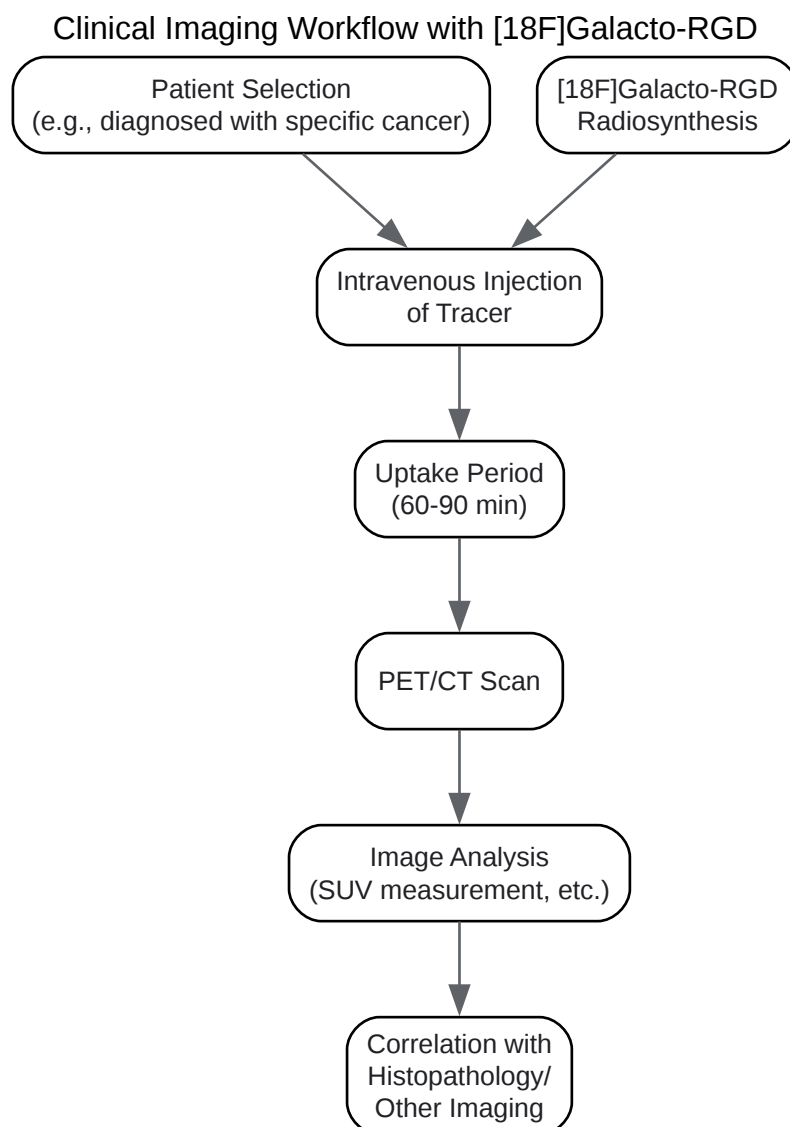 Clinical Imaging Workflow with [18F]Galacto-RGD
Patient Selection
(e.g., diagnosed with specific cancer)
[18F]Galacto-RGD
Radiosynthesis
Intravenous Injection
of Tracer
Uptake Period
(60-90 min)
PET/CT Scan
Image Analysis
(SUV measurement, etc.)
Correlation with
Histopathology/
Other Imaging